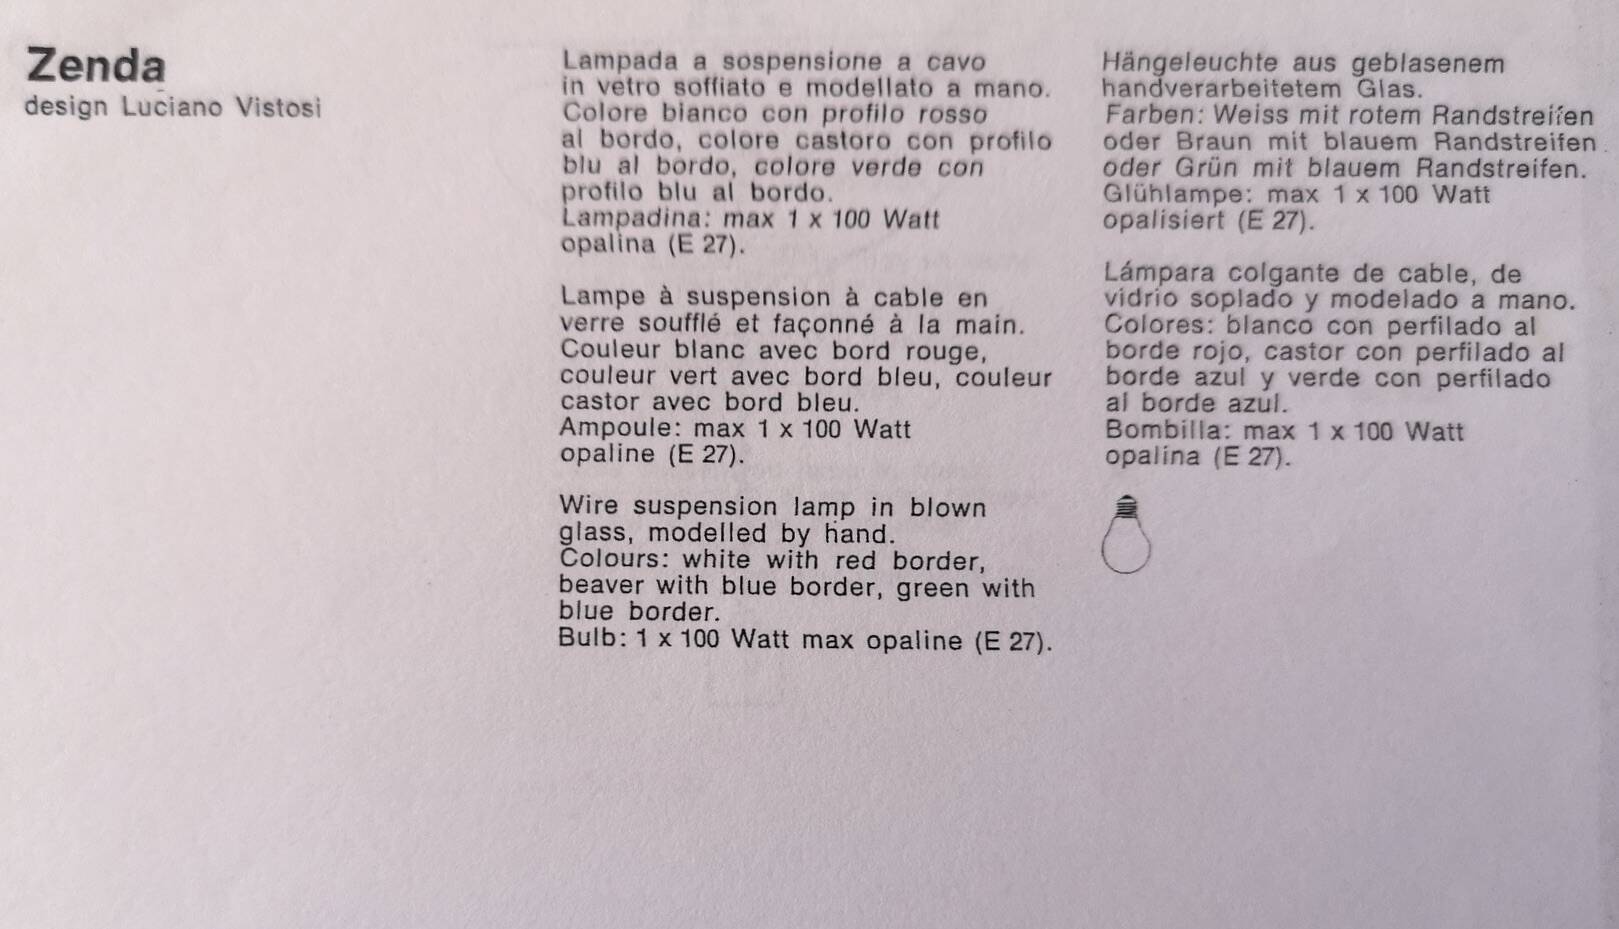 Zenda
design Luciano Vistosi
Lampada a sospensione a cavo
in vetro soffiato e modellato a mano.
Colore bianco con profilo rosso
al bordo, colore castoro con profilo
blu al bordo, colore verde con
profilo blu al bordo.
Lampadina: max 1 x 100 Watt
opalina (E 27).
Lampe à suspension à cable en
verre soufflé et façonné à la main.
Couleur blanc avec bord rouge,
couleur vert avec bord bleu, couleur
castor avec bord bleu.
Ampoule: max 1 x 100 Watt
opaline (E 27).
Wire suspension lamp in blown
glass, modelled by hand.
Colours: white with red border,
beaver with blue border, green with
blue border.
Bulb: 1 x 100 Watt max opaline (E 27).
Hängeleuchte aus geblasenem
handverarbeitetem Glas.
Farben: Weiss mit rotem Randstreifen
oder Braun mit blauem Randstreifen
oder Grün mit blauem Randstreifen.
Glühlampe: max 1 x 100 Watt
opalisiert (E 27).
Lámpara colgante de cable, de
vidrio soplado y modelado a mano.
Colores: blanco con perfilado al
borde rojo, castor con perfilado al
borde azul y verde con perfilado
al borde azul.
Bombilla: max 1 x 100 Watt
opalina (E 27).